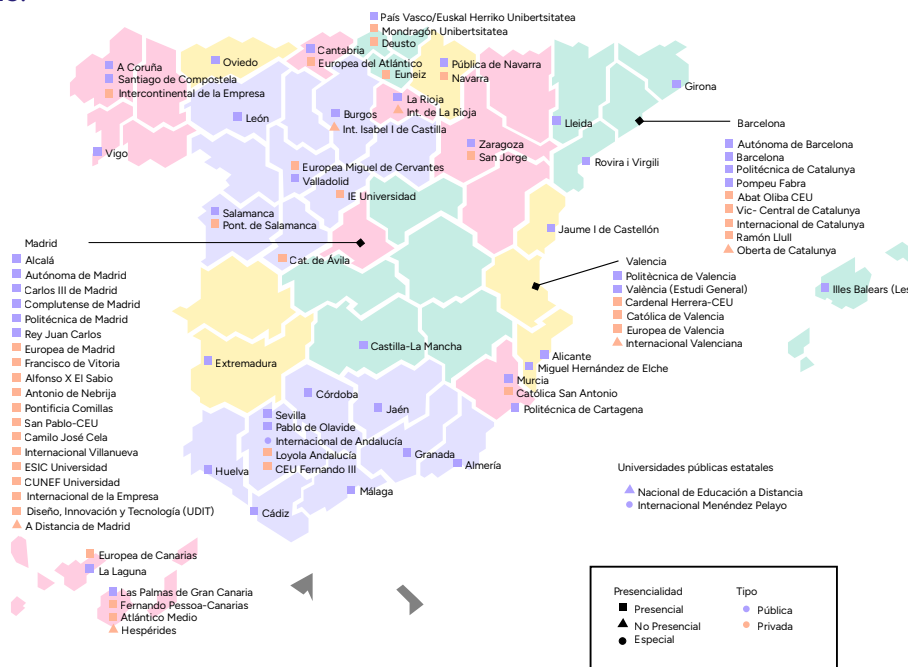 País Vasco/Euskal Herriko Unibertsitatea
Mondragón Unibertsitatea
Deusto
Cantabria
Europea del Atlántico
Euneiz
Pública de Navarra
Navarra
Oviedo
A Coruña
Santiago de Compostela
Intercontinental de la Empresa
Vigo
León
Burgos
Int. Isabel I de Castilla
La Rioja
Int. de La Rioja
Zaragoza
San Jorge
Lleida
Girona
Rovira i Virgili
Barcelona
Autónoma de Barcelona
Barcelona
Politécnica de Catalunya
Pompeu Fabra
Abat Oliba CEU
Vic- Central de Catalunya
Internacional de Catalunya
Ramón Llull
Oberta de Catalunya
Europea Miguel de Cervantes
Valladolid
IE Universidad
Salamanca
Pont. de Salamanca
Cat. de Ávila
Jaume I de Castellón
Madrid
Alcalá
Autónoma de Madrid
Carlos III de Madrid
Complutense de Madrid
Politécnica de Madrid
Rey Juan Carlos
Europea de Madrid
Francisco de Vitoria
Alfonso X El Sabio
Antonio de Nebrija
Pontificia Comillas
San Pablo-CEU
Camilo José Cela
Internacional Villanueva
ESIC Universidad
CUNEF Universidad
Internacional de la Empresa
Diseño, Innovación y Tecnología (UDIT)
A Distancia de Madrid
Valencia
Politècnica de Valencia
València (Estudi General)
Cardenal Herrera-CEU
Católica de Valencia
Europea de Valencia
Internacional Valenciana
Illes Balears (Les
Castilla-La Mancha
Extremadura
Alicante
Miguel Hernández de Elche
Murcia
Católica San Antonio
Politécnica de Cartagena
Córdoba
Jaén
Sevilla
Pablo de Olavide
Internacional de Andalucía
Loyola Andalucía
CEU Fernando III
Huelva
Granada
Almería
Málaga
Cádiz
Europea de Canarias
La Laguna
Las Palmas de Gran Canaria
Fernando Pessoa-Canarias
Atlántico Medio
Hespérides
Universidades públicas estatales
Nacional de Educación a Distancia
Internacional Menéndez Pelayo
Presencialidad
Presencial
No Presencial
Especial
Tipo
Pública
Privada